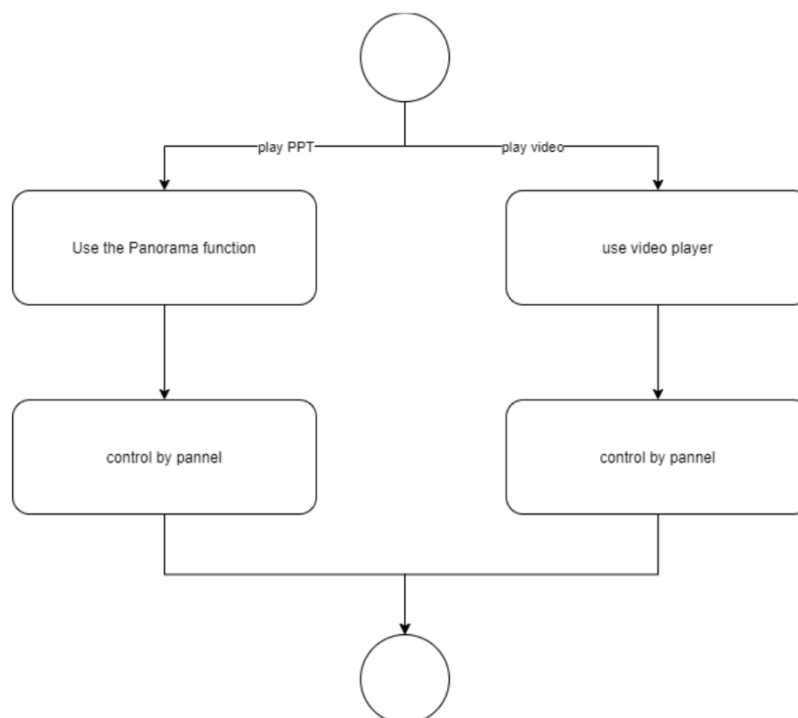 play PPT
play video
Use the Panorama function
use video player
control by pannel
control by pannel